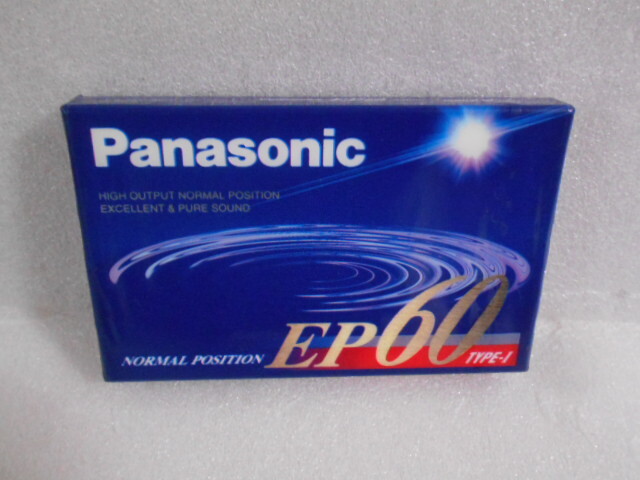 Panasonic
HIGH OUTPUT NORMAL POSITION
EXCELLENT & PURE SOUND
NORMAL POSITION EP60 TYPE-I